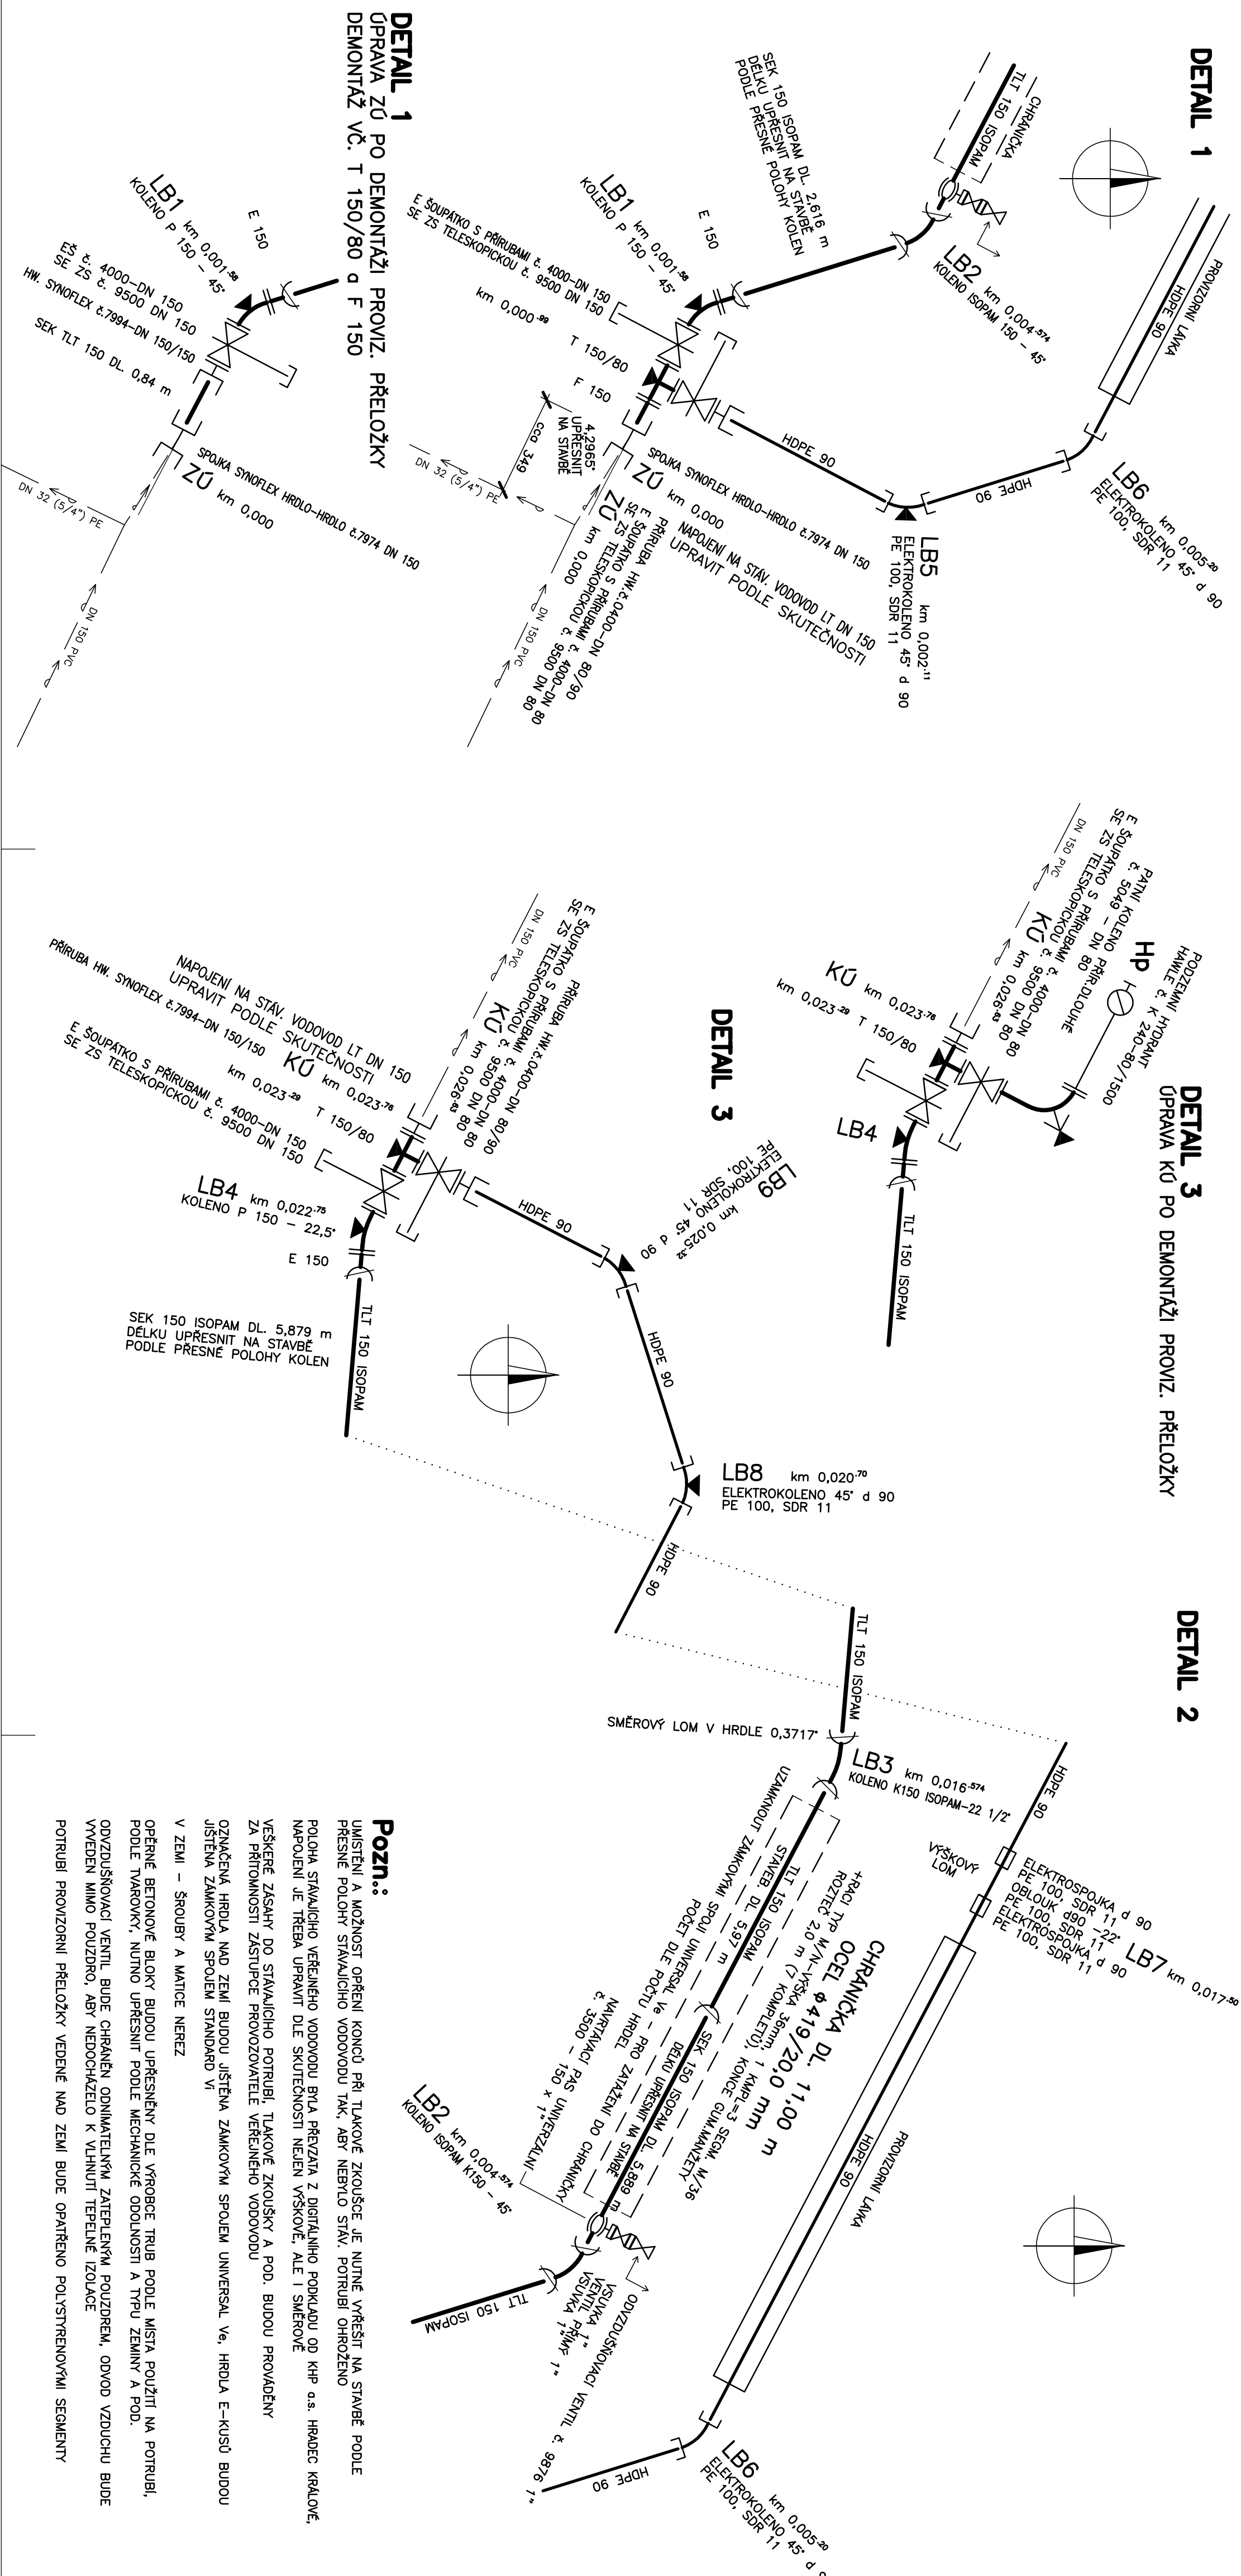 DETAIL 1
CHRÁNIČKA
TLT 150 ISOPAM
PROVIZORNÍ LÁVKA
HDPE 90
LB2 km 0,004.574
KOLENO ISOPAM 150 – 45°
LB6 km 0,005.20
ELEKTROKOLENO 45° d 90
PE 100, SDR 11
SEK 150 ISOPAM DL. 2,616 m
DÉLKU UPŘESNIT NA STAVBĚ
PODLE PŘESNÉ POLOHY KOLEN
E 150
LB1 km 0,001.58
KOLENO P 150 – 45°
E ŠOUPÁTKO S PŘÍRUBAMI č. 4000–DN 150
SE ZS TELESKOPICKOU č. 9500 DN 150
km 0,000.99
T 150/80
F 150
HDPE 90
HDPE 90
LB5 km 0,002.11
ELEKTROKOLENO 45° d 90
PE 100, SDR 11
4,2965°
UPŘESNIT
NA STAVBĚ
cca 349
DN 32 (5/4") PE
SPOJKA SYNOFLEX HRDLO–HRDLO č.7974 DN 150
ZÚ km 0,000
NAPOJENÍ NA STÁV. VODOVOD LT DN 150
UPRAVIT PODLE SKUTEČNOSTI
PŘÍRUBA HW.č.0400–DN 80/90
E ŠOUPÁTKO S PŘÍRUBAMI č. 4000–DN 80
SE ZS TELESKOPICKOU č. 9500 DN 80
ZÚ km 0,000
DN 150 PVC
DETAIL 1
ÚPRAVA ZÚ PO DEMONTÁŽI PROVIZ. PŘELOŽKY
DEMONTÁŽ VČ. T 150/80 a F 150
E 150
LB1 km 0,001.58
KOLENO P 150 – 45°
EŠ č. 4000–DN 150
SE ZS č. 9500 DN 150
HW. SYNOFLEX č.7994–DN 150/150
SEK TLT 150 DL. 0,84 m
SPOJKA SYNOFLEX HRDLO–HRDLO č.7974 DN 150
ZÚ km 0,000
DN 32 (5/4") PE
DN 150 PVC
DETAIL 3
ÚPRAVA KÚ PO DEMONTÁŽI PROVIZ. PŘELOŽKY
PODZEMNÍ HYDRANT
HAWLE č. K 240–80/1500
Hp
PATNÍ KOLENO PŘÍR.DLOUHÉ
č. 5049 – DN 80
E ŠOUPÁTKO S PŘÍRUBAMI č. 4000–DN 80
SE ZS TELESKOPICKOU č. 9500 DN 80
KÚ km 0,026.63
DN 150 PVC
KÚ km 0,023.76
km 0,023.29 T 150/80
LB4
TLT 150 ISOPAM
DETAIL 3
E ŠOUPÁTKO S PŘÍRUBAMI č. 4000–DN 80
SE ZS TELESKOPICKOU č. 9500 DN 80
PŘÍRUBA HW.č.0400–DN 80/90
KÚ km 0,026.63
DN 150 PVC
NAPOJENÍ NA STÁV. VODOVOD LT DN 150
UPRAVIT PODLE SKUTEČNOSTI
PŘÍRUBA HW. SYNOFLEX č.7994–DN 150/150
KÚ km 0,023.76
km 0,023.29 T 150/80
E ŠOUPÁTKO S PŘÍRUBAMI č. 4000–DN 150
SE ZS TELESKOPICKOU č. 9500 DN 150
LB4 km 0,022.75
KOLENO P 150 – 22,5°
E 150
TLT 150 ISOPAM
SEK 150 ISOPAM DL. 5,879 m
DÉLKU UPŘESNIT NA STAVBĚ
PODLE PŘESNÉ POLOHY KOLEN
HDPE 90
LB9 km 0,025.32
ELEKTROKOLENO 45° d 90
PE 100, SDR 11
HDPE 90
LB8 km 0,020.70
ELEKTROKOLENO 45° d 90
PE 100, SDR 11
HDPE 90
DETAIL 2
TLT 150 ISOPAM
SMĚROVÝ LOM V HRDLE 0,3717°
LB3 km 0,016.574
KOLENO K150 ISOPAM–22 1/2°
HDPE 90
VÝŠKOVÝ
LOM
ELEKTROSPOJKA d 90
PE 100, SDR 11
OBLOUK d90 –22°
PE 100, SDR 11
ELEKTROSPOJKA d 90
PE 100, SDR 11
LB7 km 0,017.50
PROVIZORNÍ LÁVKA
HDPE 90
CHRÁNIČKA DL. 11,00 m
OCEL ϕ 419/20,0 mm
+RACI TYP M/N–VÝŠKA 36mm, 1 KMPL=3 SEGM. M/36
ROZTEČ 2,0 m (7 KOMPLETŮ), KONCE GUM.MANŽETY
TLT 150 ISOPAM
STAVEB. DL. 5,97 m
SEK 150 ISOPAM DL. 5,889 m
DÉLKU UPŘESNIT NA STAVBĚ
UZAMKNOUT ZÁMKOVÝMI SPOJI UNIVERSAL Ve – PRO ZATAŽENÍ DO CHRÁNIČKY
POČET DLE POČTU HRDEL
NAVRTÁVACÍ PAS UNIVERZÁLNÍ
č. 3500 – 150 x 1"
LB2 km 0,004.574
KOLENO ISOPAM K150 – 45°
TLT 150 ISOPAM
ODVZDUŠŇOVACÍ VENTIL č. 9876 1"
VSUVKA 1"
VENTIL PŘÍMÝ 1"
VSUVKA 1"
HDPE 90
LB6 km 0,005.20
ELEKTROKOLENO 45° d
PE 100, SDR 11
Pozn.:
UMÍSTĚNÍ A MOŽNOST OPŘENÍ KONCŮ PŘI TLAKOVÉ ZKOUŠCE JE NUTNÉ VYŘEŠIT NA STAVBĚ PODLE
PŘESNÉ POLOHY STÁVAJÍCÍHO VODOVODU TAK, ABY NEBYLO STÁV. POTRUBÍ OHROŽENO
POLOHA STÁVAJÍCÍHO VEŘEJNÉHO VODOVODU BYLA PŘEVZATA Z DIGITÁLNÍHO PODKLADU OD KHP a.s. HRADEC KRÁLOVÉ,
NAPOJENÍ JE TŘEBA UPRAVIT DLE SKUTEČNOSTI NEJEN VÝŠKOVĚ, ALE I SMĚROVĚ
VEŠKERÉ ZÁSAHY DO STÁVAJÍCÍHO POTRUBÍ, TLAKOVÉ ZKOUŠKY A POD. BUDOU PROVÁDĚNY
ZA PŘÍTOMNOSTI ZÁSTUPCE PROVOZOVATELE VEŘEJNÉHO VODOVODU
OZNAČENÁ HRDLA NAD ZEMÍ BUDOU JIŠTĚNA ZÁMKOVÝM SPOJEM UNIVERSAL Ve, HRDLA E–KUSŮ BUDOU
JIŠTĚNA ZÁMKOVÝM SPOJEM STANDARD Vi
V ZEMI – ŠROUBY A MATICE NEREZ
OPĚRNÉ BETONOVÉ BLOKY BUDOU UPŘESNĚNY DLE VÝROBCE TRUB PODLE MÍSTA POUŽITÍ NA POTRUBÍ,
PODLE TVAROVKY, NUTNO UPŘESNIT PODLE MECHANICKÉ ODOLNOSTI A TYPU ZEMINY A POD.
ODVZDUŠŇOVACÍ VENTIL BUDE CHRÁNĚN ODNÍMATELNÝM ZATEPLENÝM POUZDREM, ODVOD VZDUCHU BUDE
VYVEDEN MIMO POUZDRO, ABY NEDOCHÁZELO K VLHNUTÍ TEPELNÉ IZOLACE
POTRUBÍ PROVIZORNÍ PŘELOŽKY VEDENÉ NAD ZEMÍ BUDE OPATŘENO POLYSTYRENOVÝMI SEGMENTY